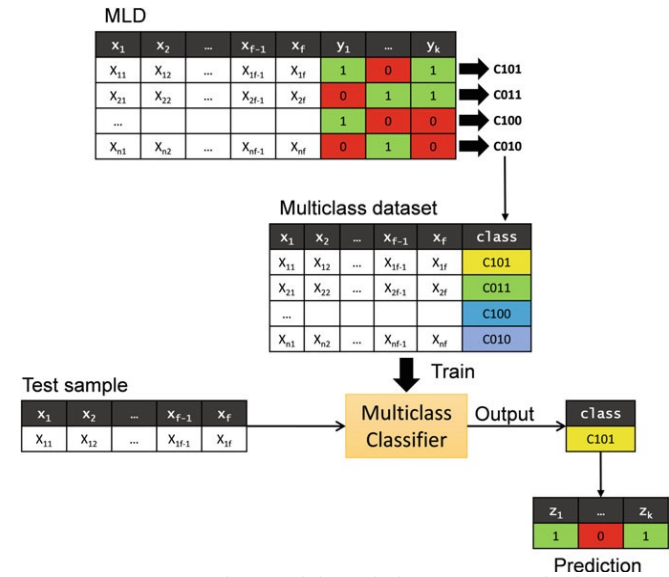 MLD
x1 x2 ... xf-1 xf y1 ... yk
X11 X12 ... X1f-1 X1f 1 0 1 C101
X21 X22 ... X2f-1 X2f 0 1 1 C011
... 1 0 0 C100
Xn1 Xn2 ... Xnf-1 Xnf 0 1 0 C010
Multiclass dataset
x1 x2 ... xf-1 xf class
X11 X12 ... X1f-1 X1f C101
X21 X22 ... X2f-1 X2f C011
... C100
Xn1 Xn2 ... Xnf-1 Xnf C010
Train
Test sample
x1 x2 ... xf-1 xf
X11 X12 ... X1f-1 X1f
Multiclass
Classifier
Output
class
C101
z1 ... zk
1 0 1
Prediction